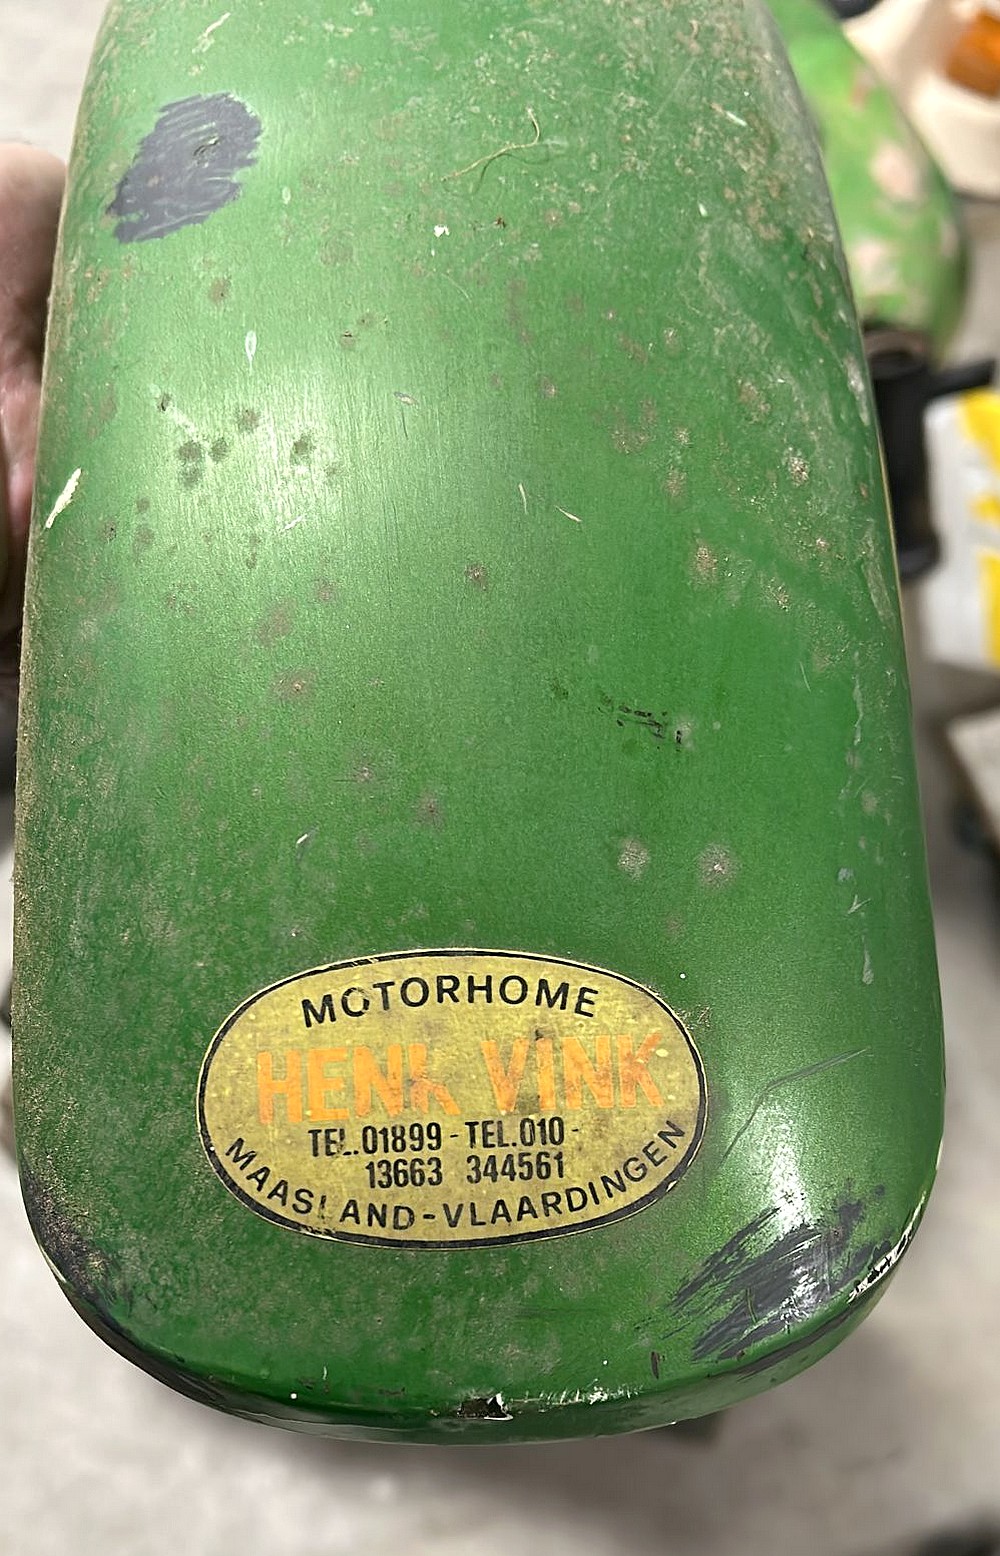 MOTORHOME
HENK VINK
TEL.01899 - TEL.010 -
13663 344561
MAASLAND-VLAARDINGEN